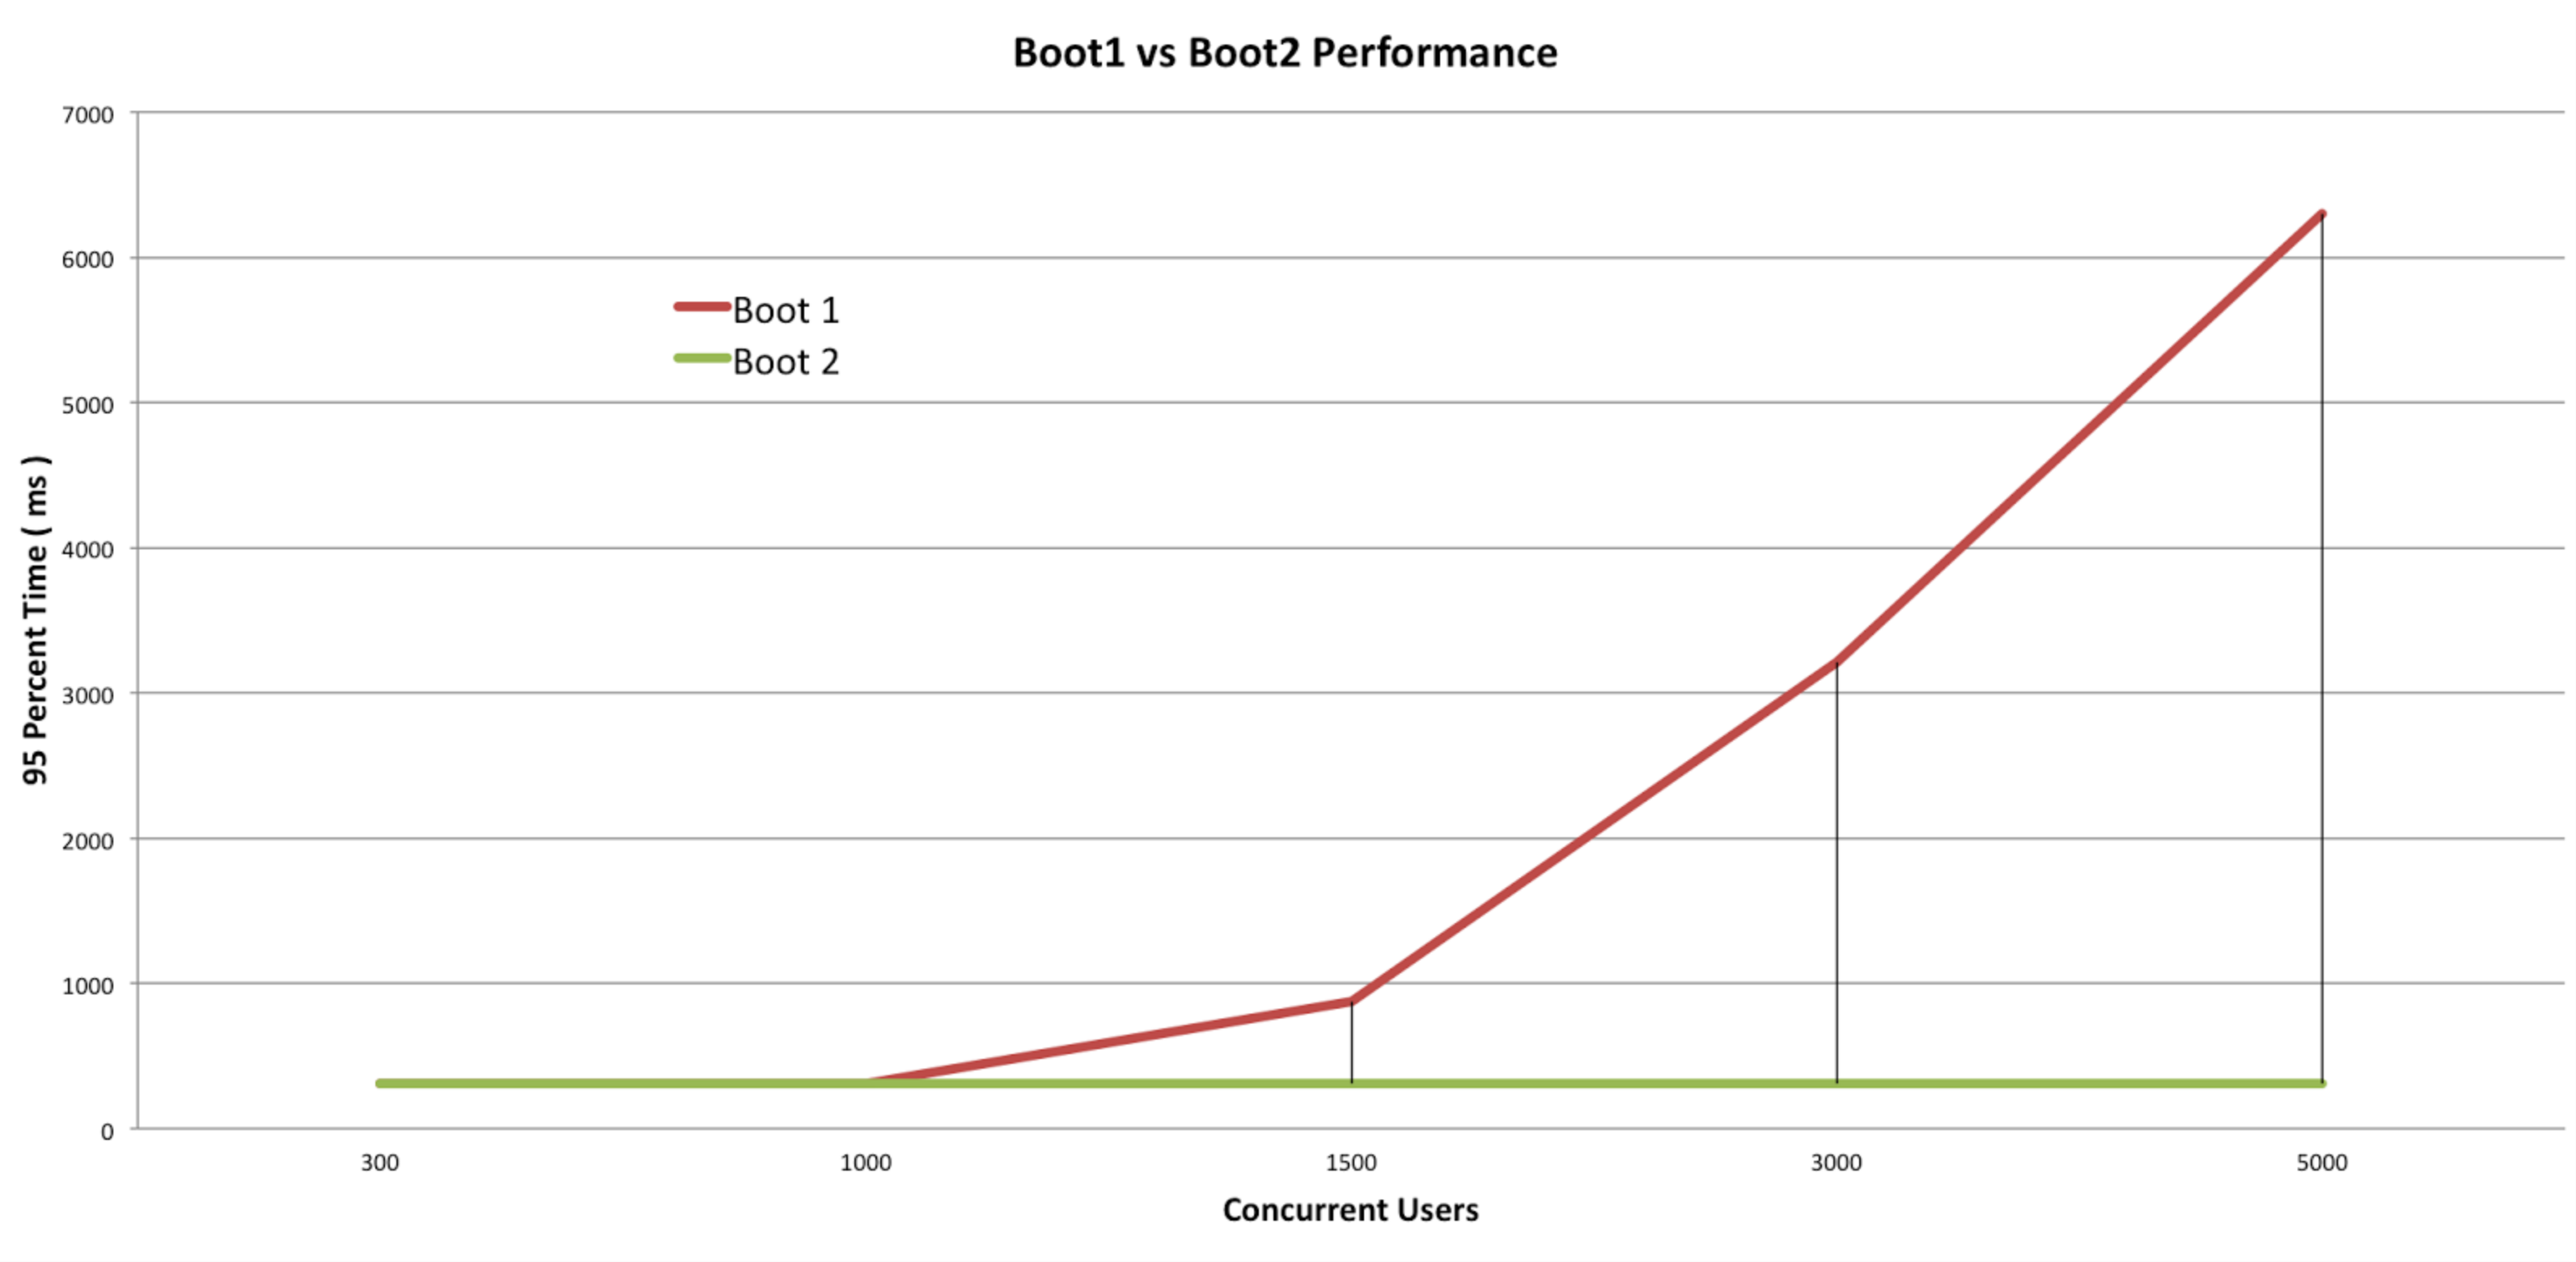 Boot1 vs Boot2 Performance
7000
6000
5000
4000
3000
2000
1000
0
95 Percent Time ( ms )
Boot 1
Boot 2
300 1000 1500 3000 5000
Concurrent Users